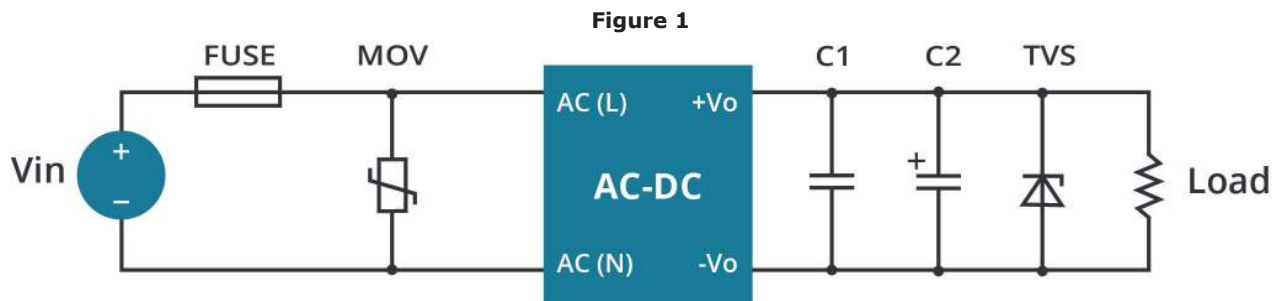 Figure 1
FUSE MOV C1 C2 TVS
AC (L) +Vo
+
Vin
−
AC-DC
+
Load
AC (N) -Vo